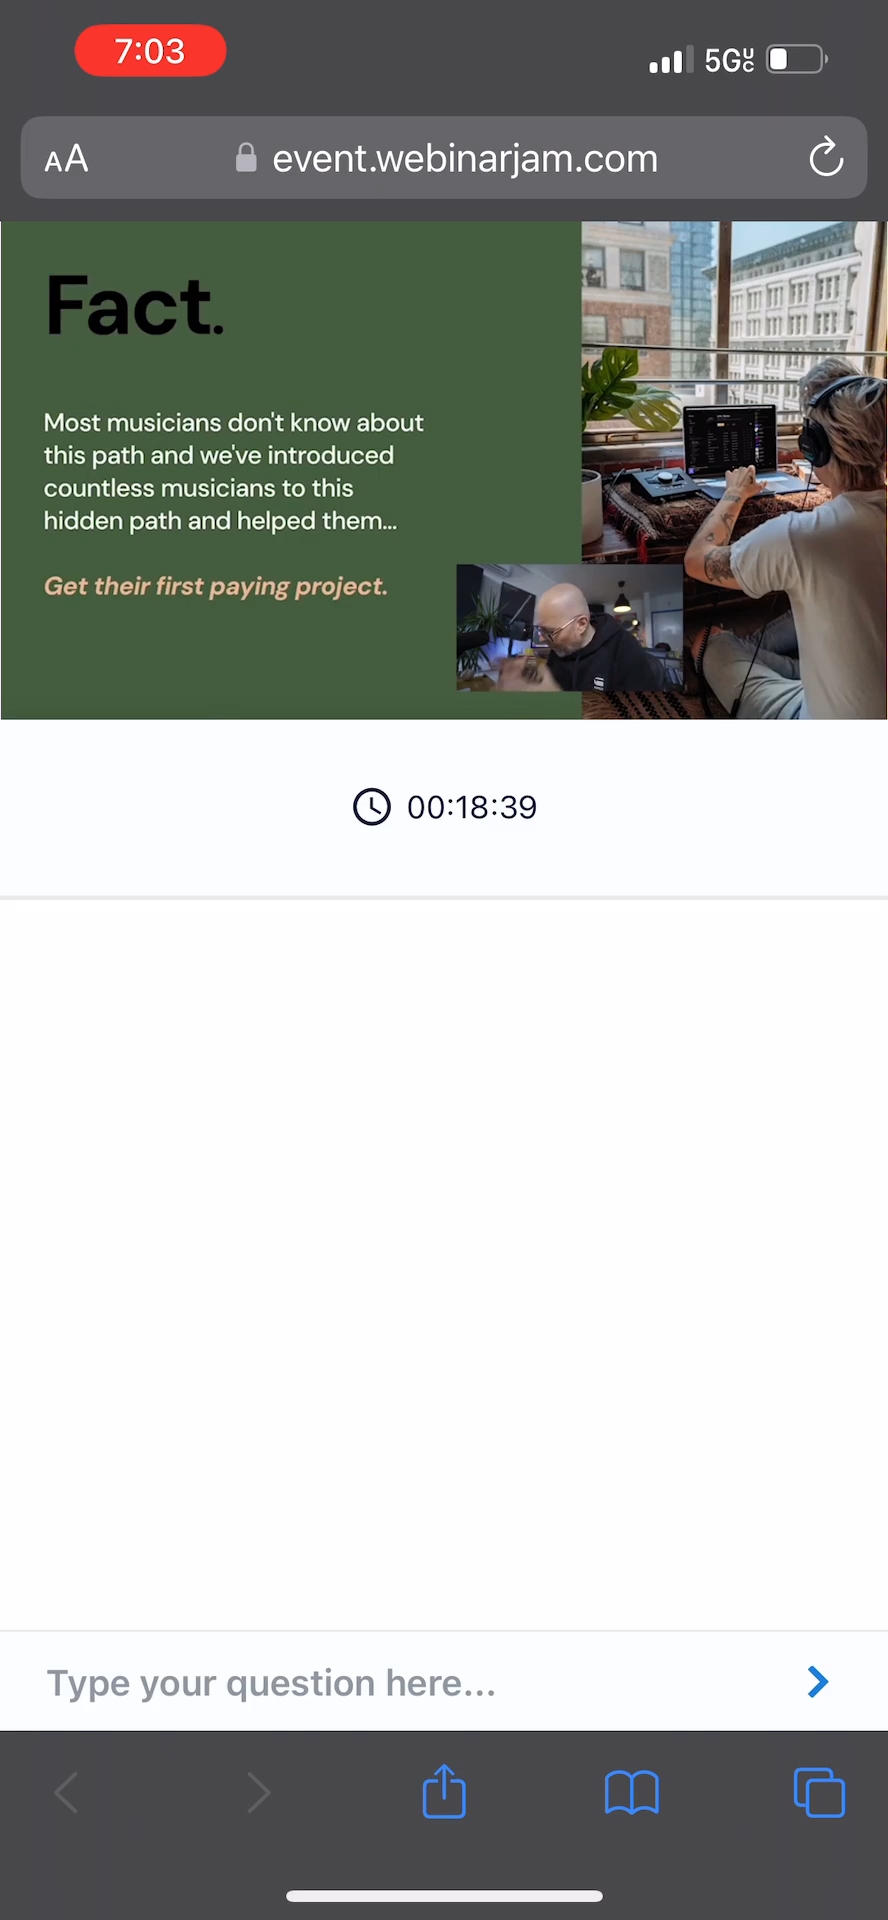 7:03
5G UC
AA
event.webinarjam.com
Fact.
Most musicians don't know about
this path and we've introduced
countless musicians to this
hidden path and helped them...
Get their first paying project.
00:18:39
Type your question here...